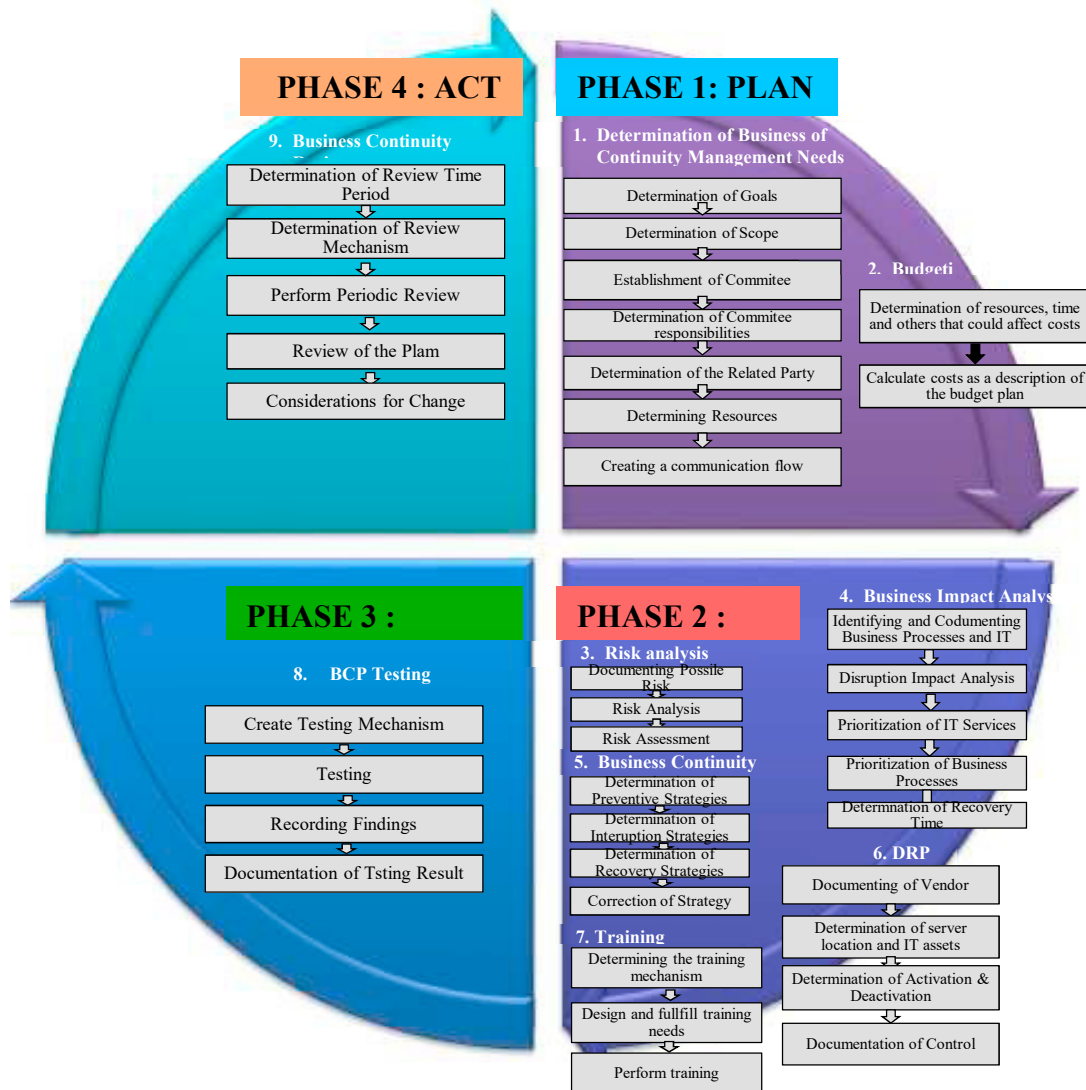 PHASE 4 : ACT
9. Business Continuity
Determination of Review Time
Period
Determination of Review
Mechanism
Perform Periodic Review
Review of the Plam
Considerations for Change
PHASE 1: PLAN
1. Determination of Business of
Continuity Management Needs
Determination of Goals
Determination of Scope
Establishment of Commitee
Determination of Commitee
responsibilities
Determination of the Related Party
Determining Resources
Creating a communication flow
2. Budgeti
Determination of resources, time
and others that could affect costs
Calculate costs as a description of
the budget plan
PHASE 3 :
8. BCP Testing
Create Testing Mechanism
Testing
Recording Findings
Documentation of Tsting Result
PHASE 2 :
3. Risk analysis
Documenting Possile
Risk
Risk Analysis
Risk Assessment
4. Business Impact Analys
Identifying and Codumenting
Business Processes and IT
Disruption Impact Analysis
Prioritization of IT Services
Prioritization of Business
Processes
Determnation of Recovery
Time
5. Business Continuity
Determination of
Preventive Strategies
Determination of
Interuption Strategies
Determination of
Recovery Strategies
Correction of Strategy
6. DRP
Documenting of Vendor
Determination of server
location and IT assets
Determination of Activation &
Deactivation
Documentation of Control
7. Training
Determining the training
mechanism
Design and fullfill training
needs
Perform training